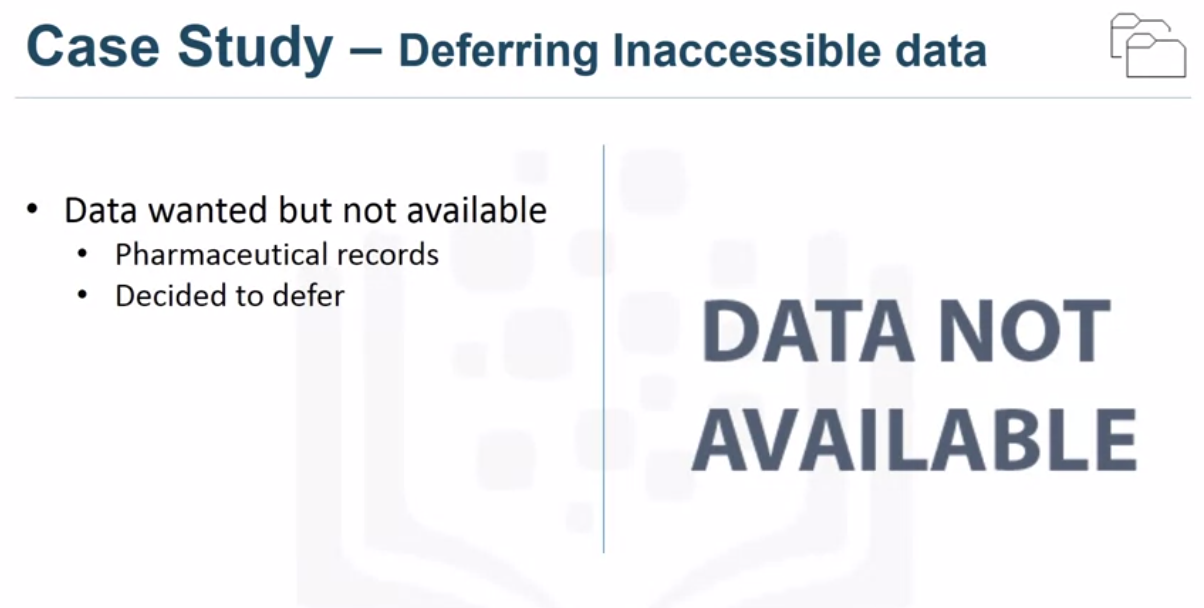 Case Study – Deferring Inaccessible data
• Data wanted but not available
• Pharmaceutical records
• Decided to defer
DATA NOT
AVAILABLE